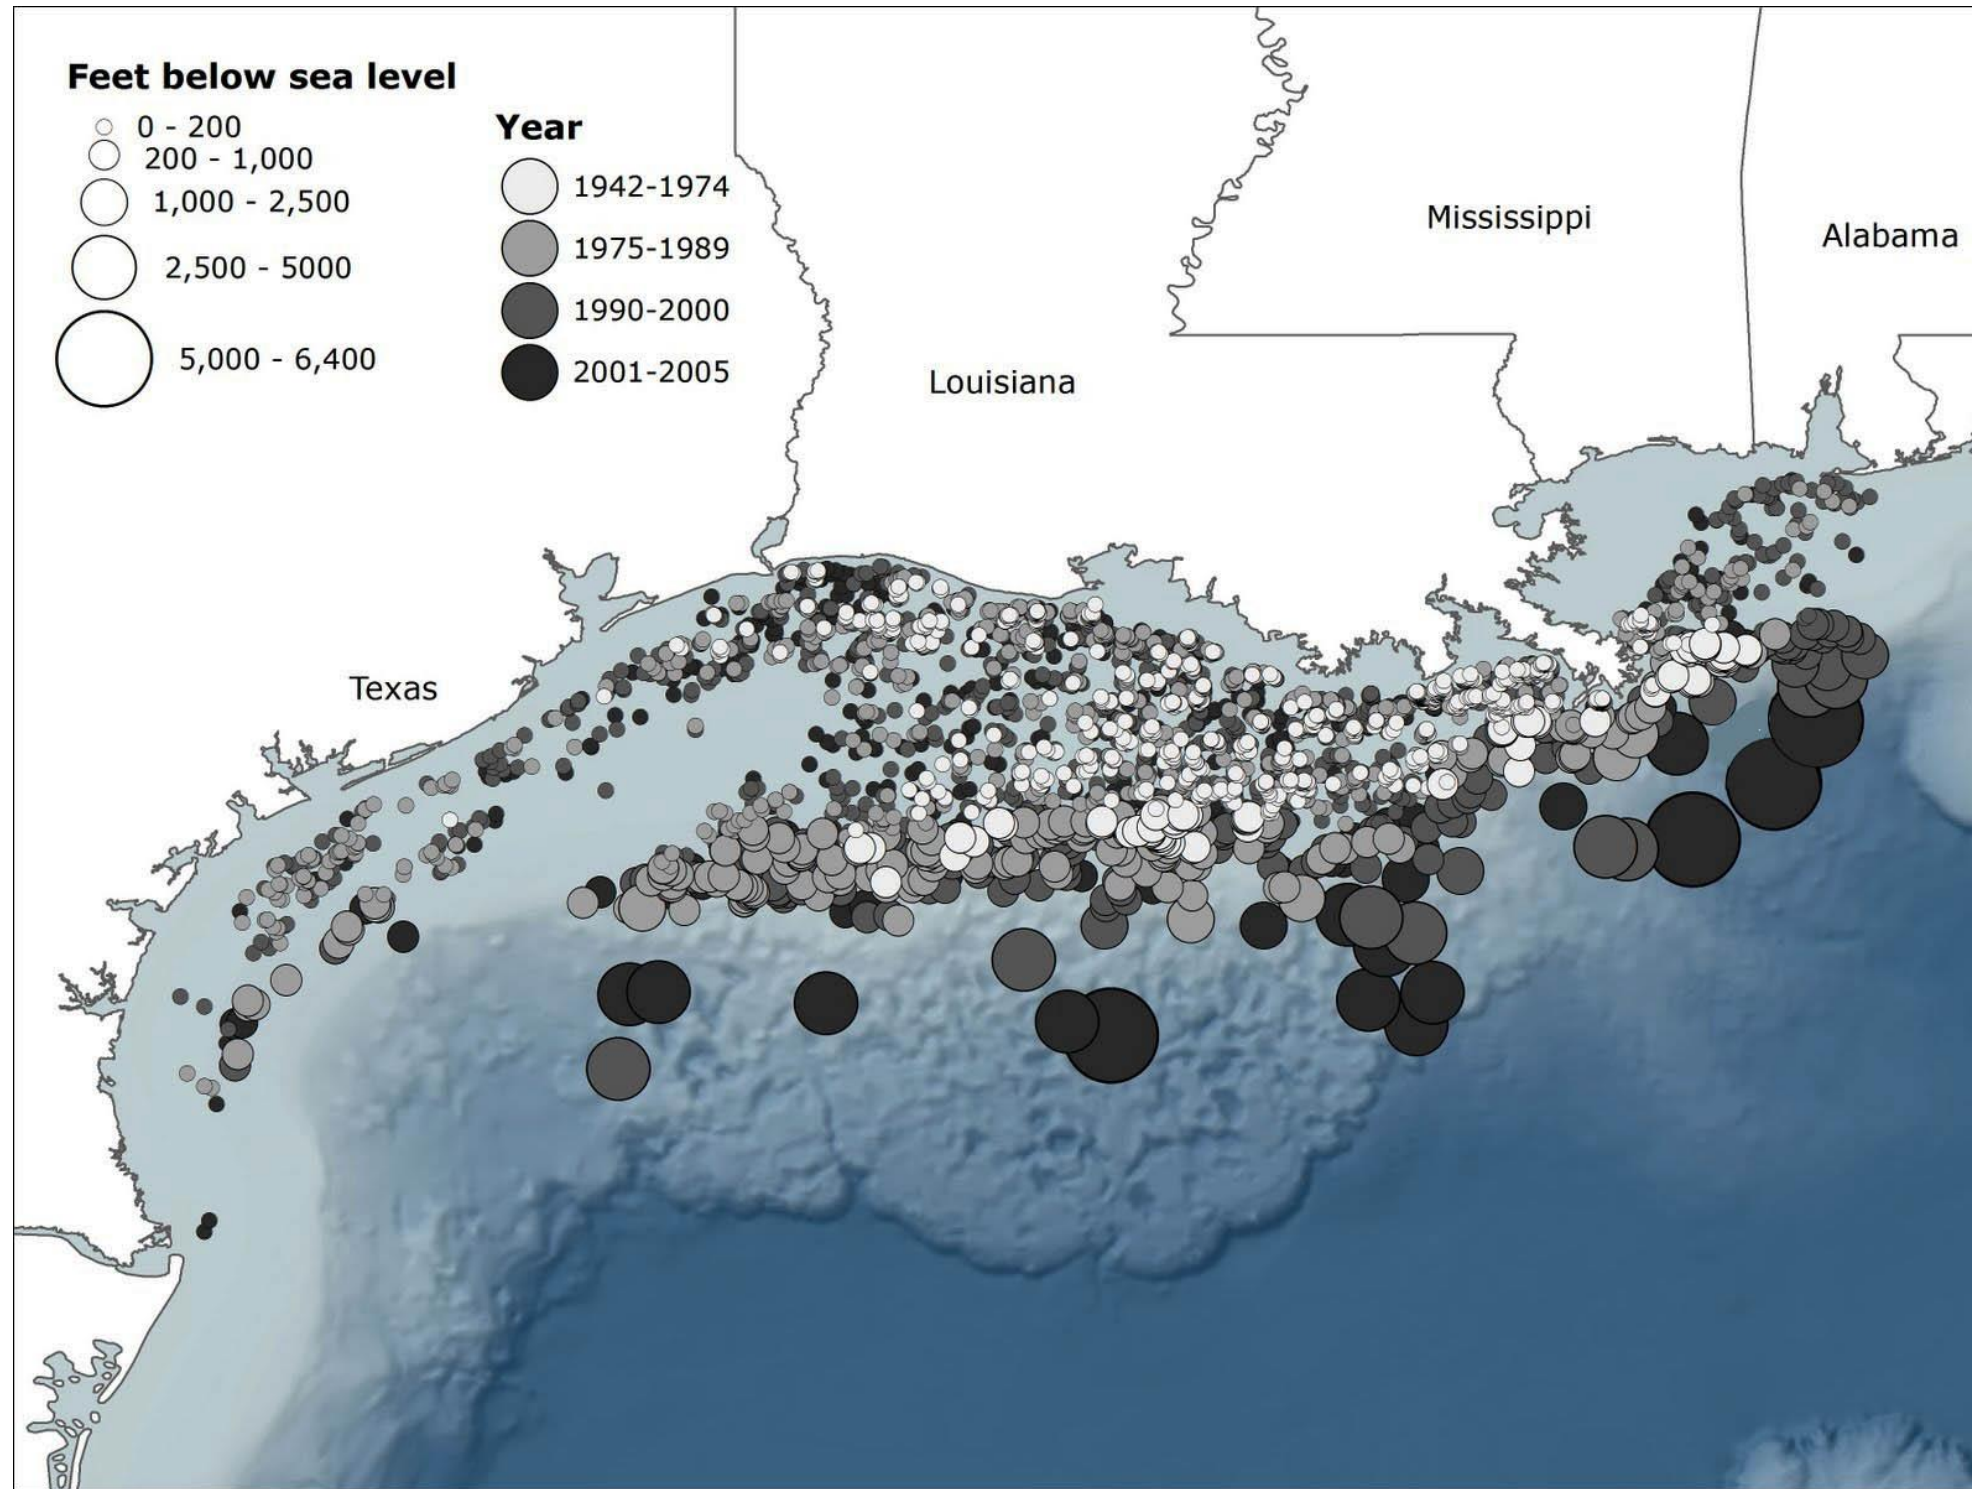 Feet below sea level
0 - 200
200 - 1,000
1,000 - 2,500
2,500 - 5000
5,000 - 6,400
Year
1942-1974
1975-1989
1990-2000
2001-2005
Mississippi
Alabama
Louisiana
Texas